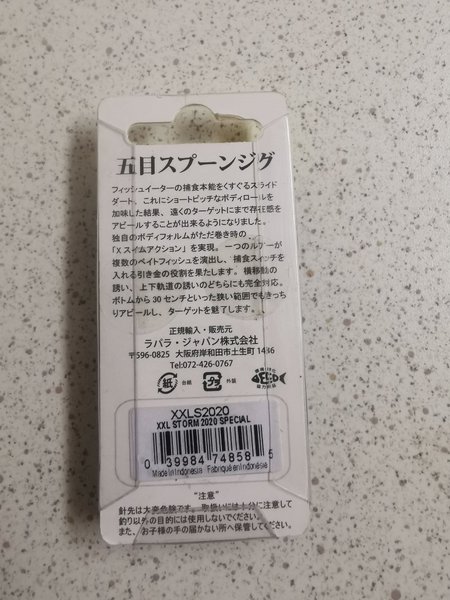 五目スプーンジグ
フィッシュイーターの捕食本能をくすぐるスライド
ダート。これにショートピッチなボディロールを
加味した結果、遠くのターゲットにまで存在感を
アピールすることが出来るようになりました。
独自のボディフォルムがただ巻き時の
「X スイムアクション」を実現。一つのルアーが
複数のベイトフィッシュを演出し、捕食スイッチを
入れる引き金の役割を果たします。横移動の
誘い、上下軌道の誘いのどちらにも完全対応。
ボトムから30センチといった狭い範囲でもきっち
りアピールし、ターゲットを魅了します。
正規輸入・販売元
ラパラ・ジャパン株式会社
〒596-0825 大阪府岸和田市土生町 1436
Tel:072-426-0767
紙 台紙 プラ 外装
XXLS2020
XXL STORM 2020 SPECIAL
0 39984 74858 5
Made in Indonesia Fabriqué en Indonésie
"注意"
針先は大変危険です。取扱いには十分に注意して
釣り以外の目的には使用しないでください。
また、お子様の手の届かない所へ保管してください。